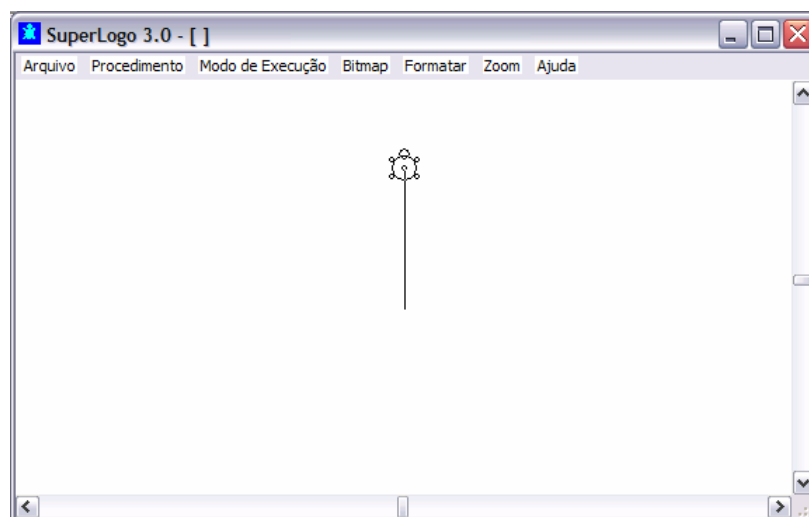 SuperLogo 3.0 - [ ]
Arquivo Procedimento Modo de Execução Bitmap Formatar Zoom Ajuda